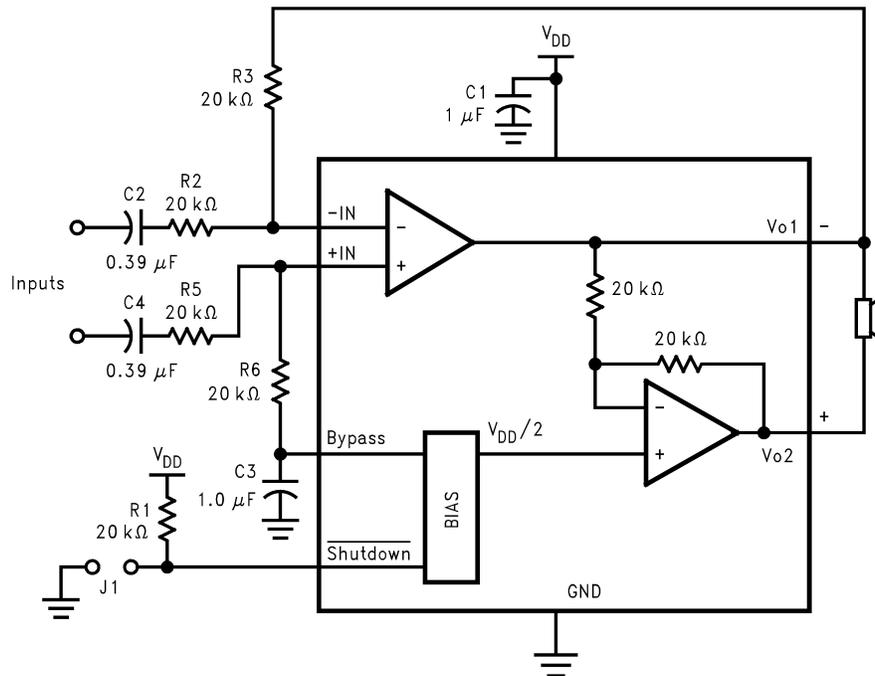 V_DD
R3
20 kΩ
C1
1 μF
C2
R2
20 kΩ
-IN
-
Vo1
-
0.39 μF
+IN
+
Inputs
C4
R5
20 kΩ
20 kΩ
0.39 μF
R6
20 kΩ
20 kΩ
-
+
Bypass
V_DD/2
+
Vo2
V_DD
C3
1.0 μF
R1
20 kΩ
BIAS
Shutdown
J1
GND